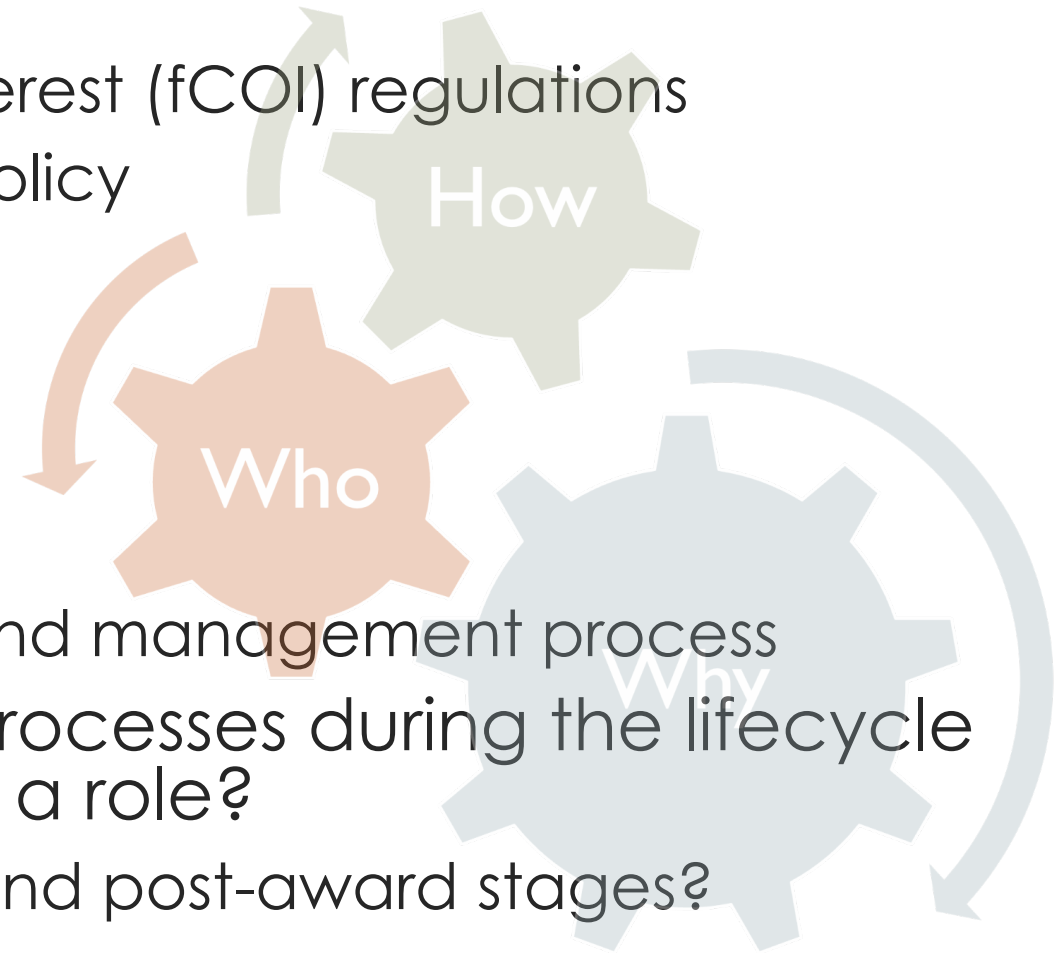 erest (fCOI) regulations
olicy
How
Who
nd management process
Why
rocesses during the lifecycle
a role?
nd post-award stages?